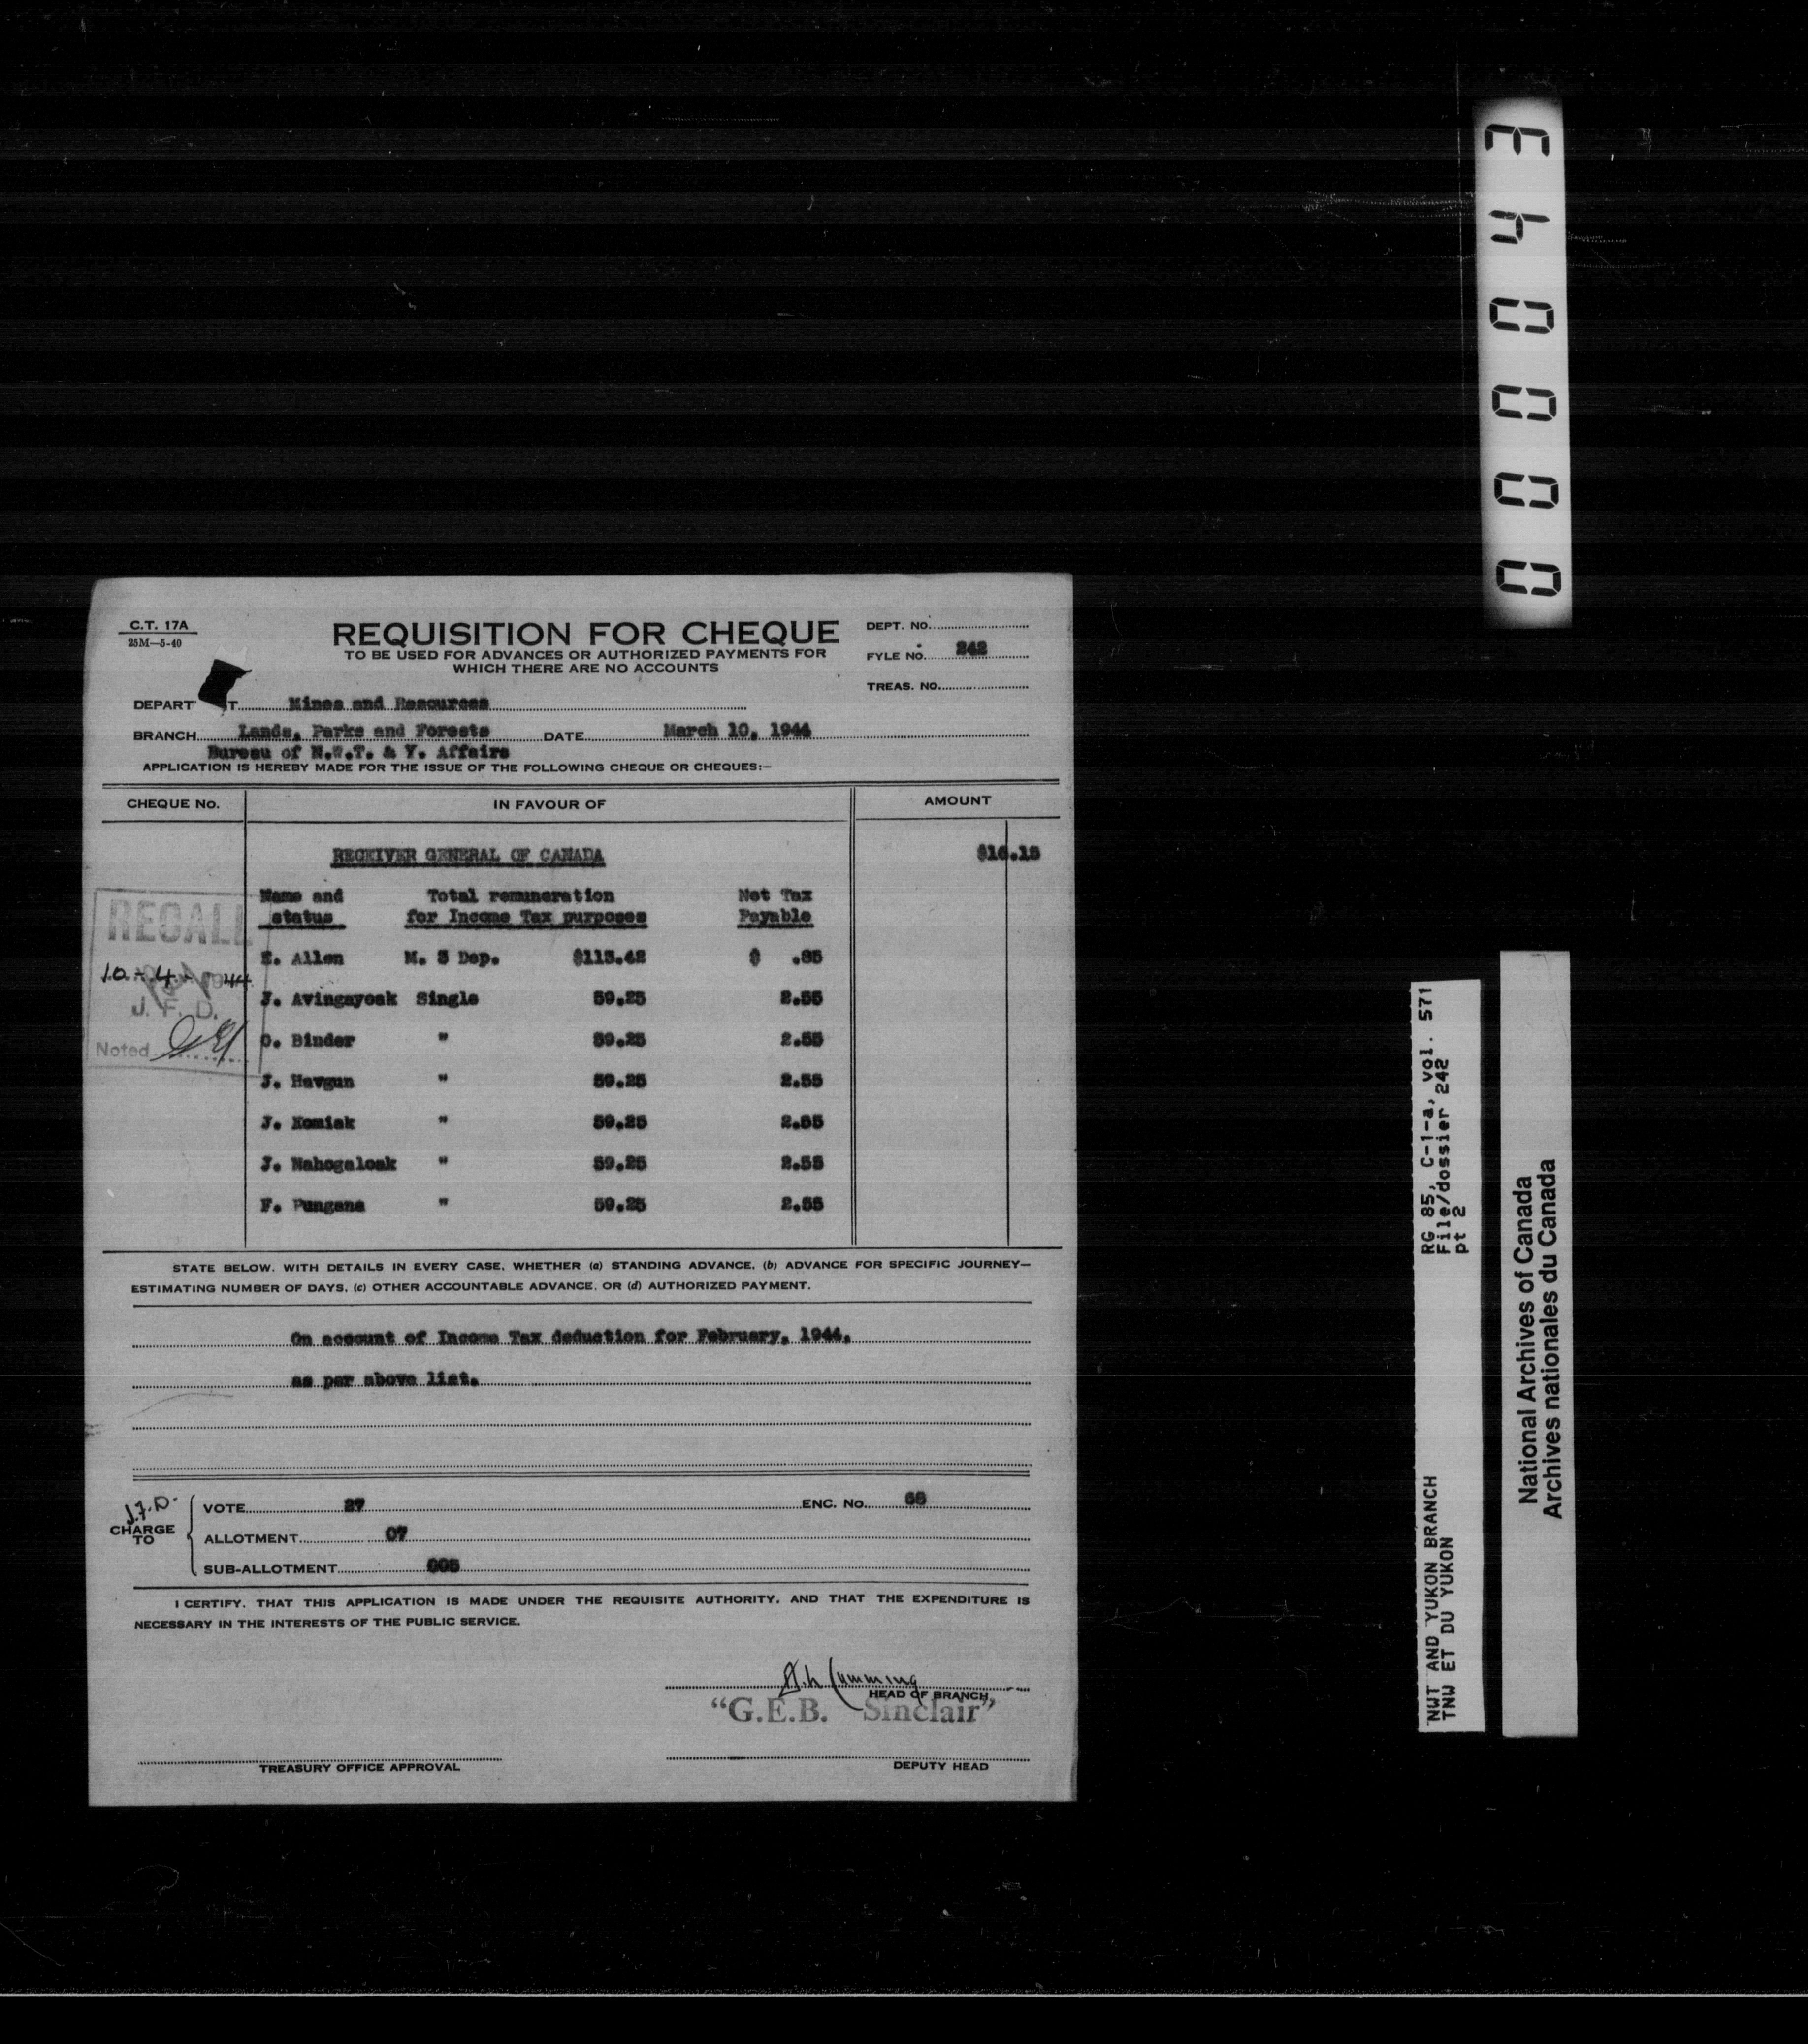 C.T. 17A
25M—5-40
REQUISITION FOR CHEQUE
TO BE USED FOR ADVANCES OR AUTHORIZED PAYMENTS FOR
WHICH THERE ARE NO ACCOUNTS
DEPT. No.
FYLE No. 242
TREAS. No.
DEPART T. Mines and Resources
BRANCH Lands, Parks and Forests DATE March 10, 1944
Bureau of N.W.T. & Y. Affairs
APPLICATION IS HEREBY MADE FOR THE ISSUE OF THE FOLLOWING CHEQUE OR CHEQUES:—
CHEQUE No. IN FAVOUR OF AMOUNT
RECEIVER GENERAL OF CANADA $16.15
Name and Total remuneration Net Tax
status for Income Tax purposes Payable
E. Allen M. 3 Dep. $113.42 $ .85
J. Avingayoak Single 59.25 2.55
O. Binder " 59.25 2.55
J. Havgun " 59.25 2.55
J. Komiak " 59.25 2.55
J. Nahogaloak " 59.25 2.55
F. Pungana " 59.25 2.55
RECALL
10-4-44
J. F. D.
Noted
STATE BELOW, WITH DETAILS IN EVERY CASE, WHETHER (a) STANDING ADVANCE, (b) ADVANCE FOR SPECIFIC JOURNEY—
ESTIMATING NUMBER OF DAYS, (c) OTHER ACCOUNTABLE ADVANCE, OR (d) AUTHORIZED PAYMENT.
On account of Income Tax deduction for February, 1944,
as per above list.
J.F.D.
CHARGE
TO
VOTE 27 ENC. No. 68
ALLOTMENT 07
SUB-ALLOTMENT 005
I CERTIFY, THAT THIS APPLICATION IS MADE UNDER THE REQUISITE AUTHORITY, AND THAT THE EXPENDITURE IS
NECESSARY IN THE INTERESTS OF THE PUBLIC SERVICE.
Cumming
HEAD OF BRANCH
“G.E.B. Sinclair”
TREASURY OFFICE APPROVAL
DEPUTY HEAD
000043
RG 85, C-1-a, vol. 571
File/dossier 242
pt 2
NWT AND YUKON BRANCH
TNW ET DU YUKON
National Archives of Canada
Archives nationales du Canada